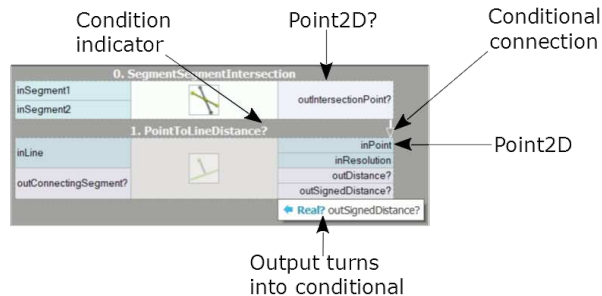 Condition
indicator
Point2D?
Conditional
connection
0. SegmentSegmentIntersection
inSegment1
inSegment2
outIntersectionPoint?
1. PointToLineDistance?
inLine
outConnectingSegment?
inPoint
inResolution
outDistance?
outSignedDistance?
Point2D
Real? outSignedDistance?
Output turns
into conditional